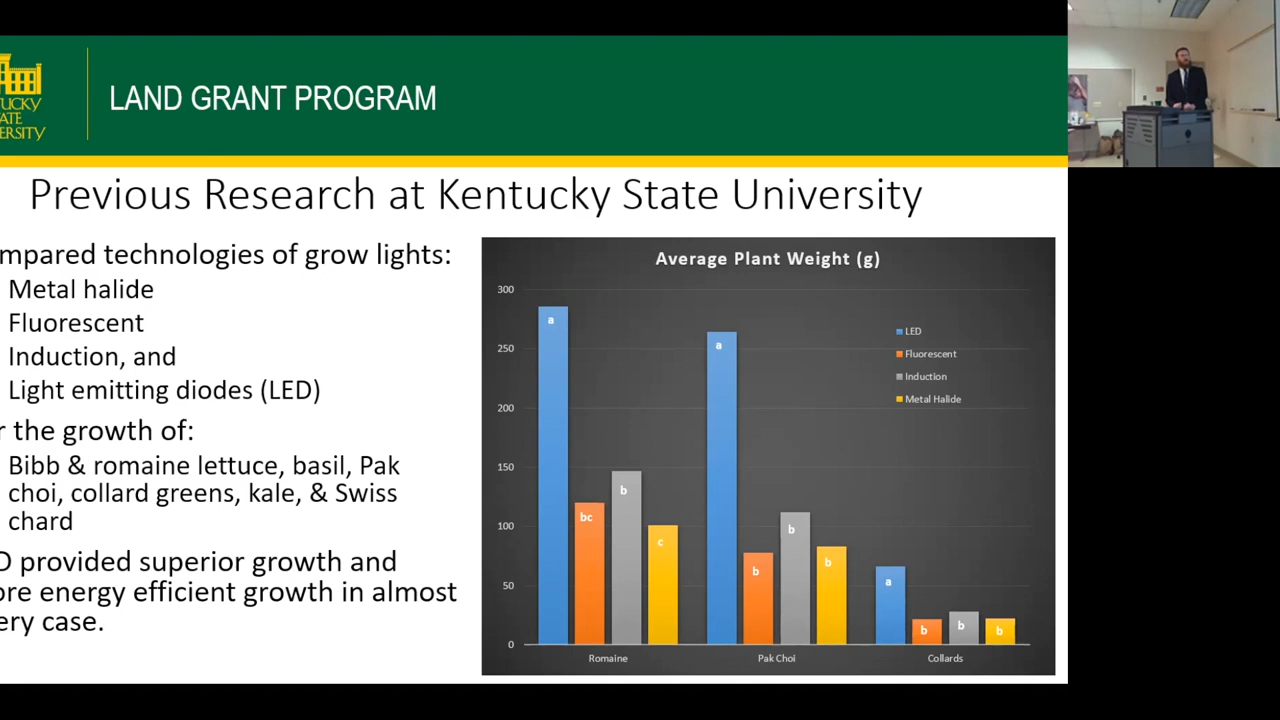 LAND GRANT PROGRAM
Previous Research at Kentucky State University
mpared technologies of grow lights:
Metal halide
Fluorescent
Induction, and
Light emitting diodes (LED)
r the growth of:
Bibb & romaine lettuce, basil, Pak
choi, collard greens, kale, & Swiss
chard
D provided superior growth and
ore energy efficient growth in almost
ery case.
Average Plant Weight (g)
300
250
200
150
100
50
0
LED
Fluorescent
Induction
Metal Halide
a
bc
b
c
a
b
b
b
a
b
b
b
Romaine
Pak Choi
Collards